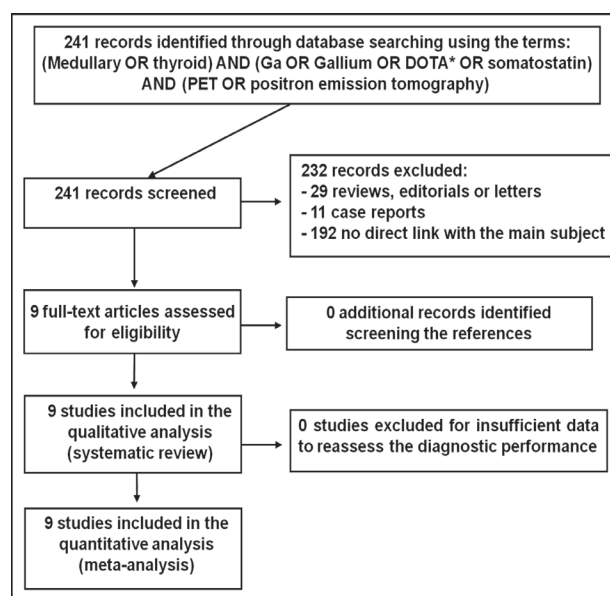 241 records identified through database searching using the terms:
(Medullary OR thyroid) AND (Ga OR Gallium OR DOTA* OR somatostatin)
AND (PET OR positron emission tomography)
241 records screened
232 records excluded:
- 29 reviews, editorials or letters
- 11 case reports
- 192 no direct link with the main subject
9 full-text articles assessed
for eligibility
0 additional records identified
screening the references
9 studies included in the
qualitative analysis
(systematic review)
0 studies excluded for insufficient data
to reassess the diagnostic performance
9 studies included in the
quantitative analysis
(meta-analysis)